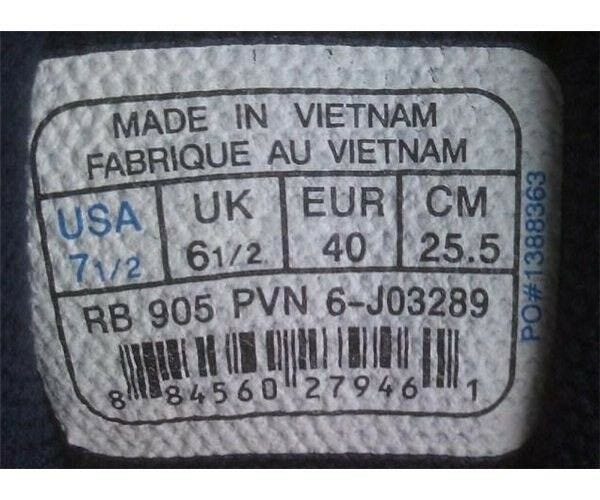 MADE IN VIETNAM
FABRIQUE AU VIETNAM
USA UK EUR CM
7 1/2 6 1/2 40 25.5
RB 905 PVN 6-J03289
8 84560 27946 1
PO#1388363